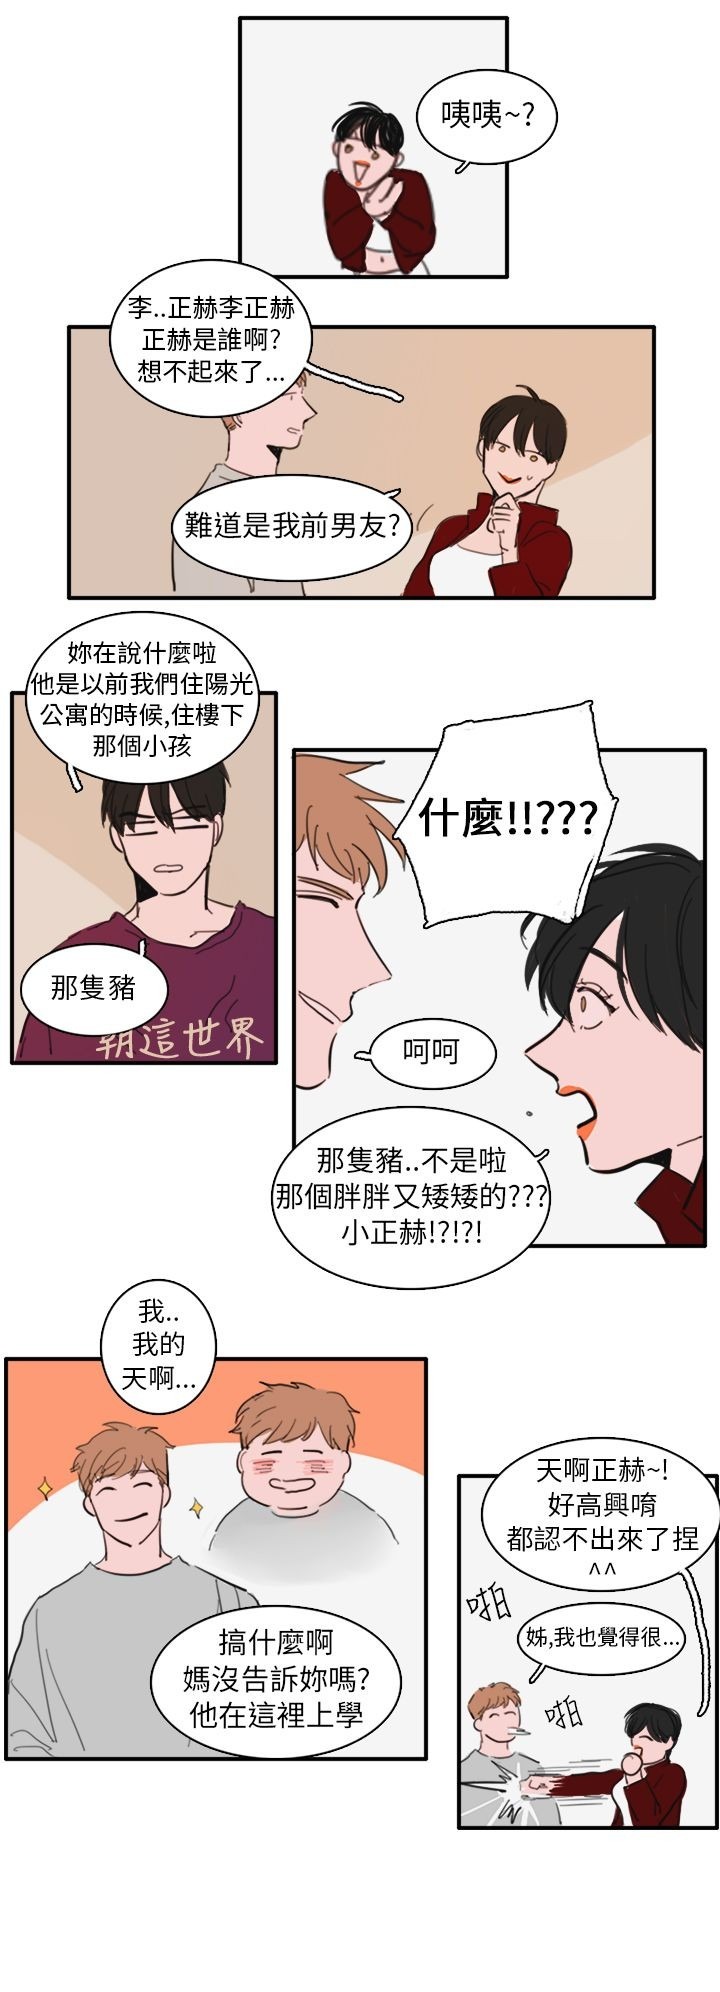 咦咦~?
李..正赫李正赫
正赫是誰啊?
想不起來了...
難道是我前男友?
妳在說什麼啦
他是以前我們住陽光
公寓的時候,住樓下
那個小孩
那隻豬
朝這世界
什麼!!???
呵呵
那隻豬..不是啦
那個胖胖又矮矮的???
小正赫!?!?!
我..
我的
天啊...
搞什麼啊
媽沒告訴妳嗎?
他在這裡上學
天啊正赫~!
好高興唷
都認不出來了捏
^^
啪
姊,我也覺得很...
啪